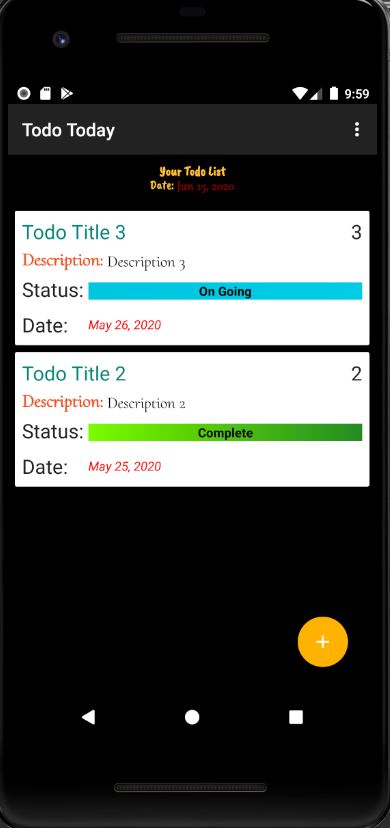 9:59
Todo Today
Your Todo List
Date: Jun 15, 2020
Todo Title 3 3
Description: Description 3
Status: On Going
Date: May 26, 2020
Todo Title 2 2
Description: Description 2
Status: Complete
Date: May 25, 2020
+